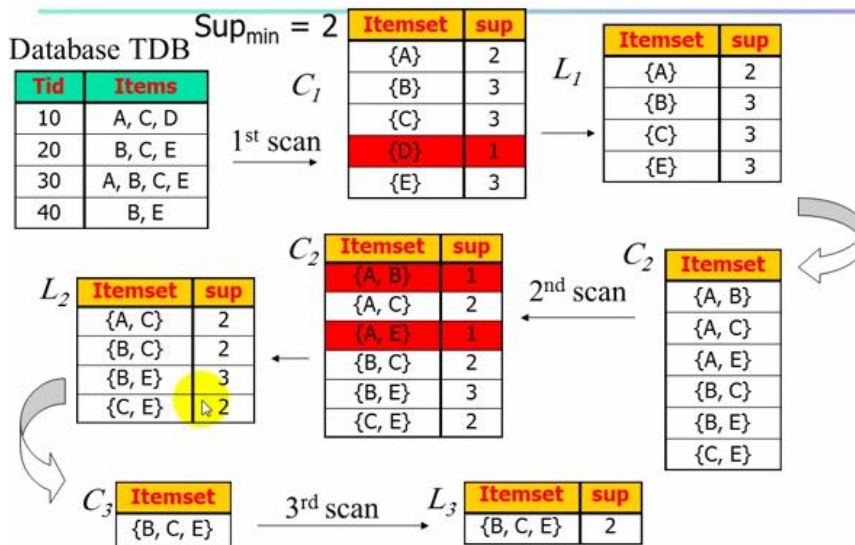 Database TDB
Sup_min = 2
Tid Items
10 A, C, D
20 B, C, E
30 A, B, C, E
40 B, E
1st scan
C1
Itemset sup
{A} 2
{B} 3
{C} 3
{D} 1
{E} 3
L1
Itemset sup
{A} 2
{B} 3
{C} 3
{E} 3
C2
Itemset
{A, B}
{A, C}
{A, E}
{B, C}
{B, E}
{C, E}
2nd scan
C2
Itemset sup
{A, B} 1
{A, C} 2
{A, E} 1
{B, C} 2
{B, E} 3
{C, E} 2
L2
Itemset sup
{A, C} 2
{B, C} 2
{B, E} 3
{C, E} 2
C3
Itemset
{B, C, E}
3rd scan
L3
Itemset sup
{B, C, E} 2